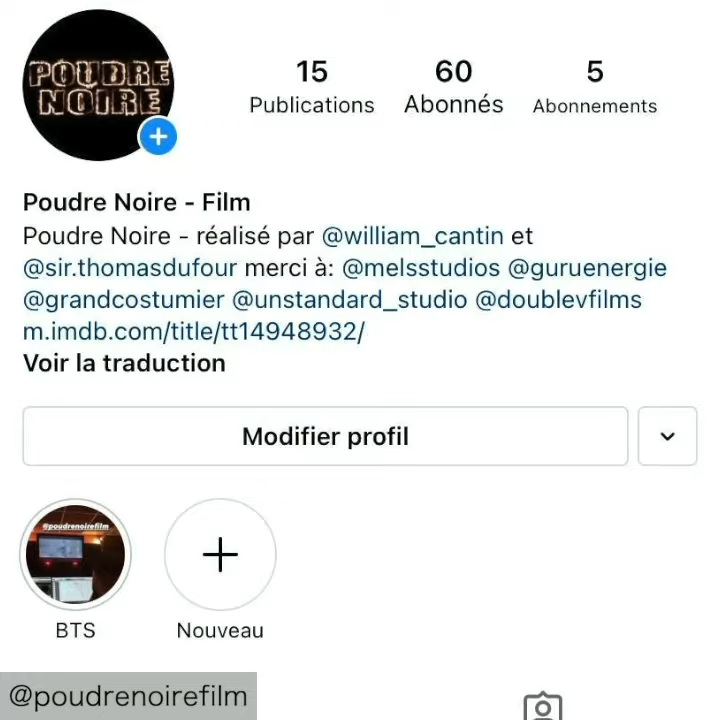 POUDRE
NOIRE
15 60 5
Publications Abonnés Abonnements
Poudre Noire - Film
Poudre Noire - réalisé par @william_cantin et
@sir.thomasdufour merci à: @melsstudios @guruenergie
@grandcostumier @unstandard_studio @doublevfilms
m.imdb.com/title/tt14948932/
Voir la traduction
Modifier profil
@poudrenoirefilm
BTS Nouveau
@poudrenoirefilm